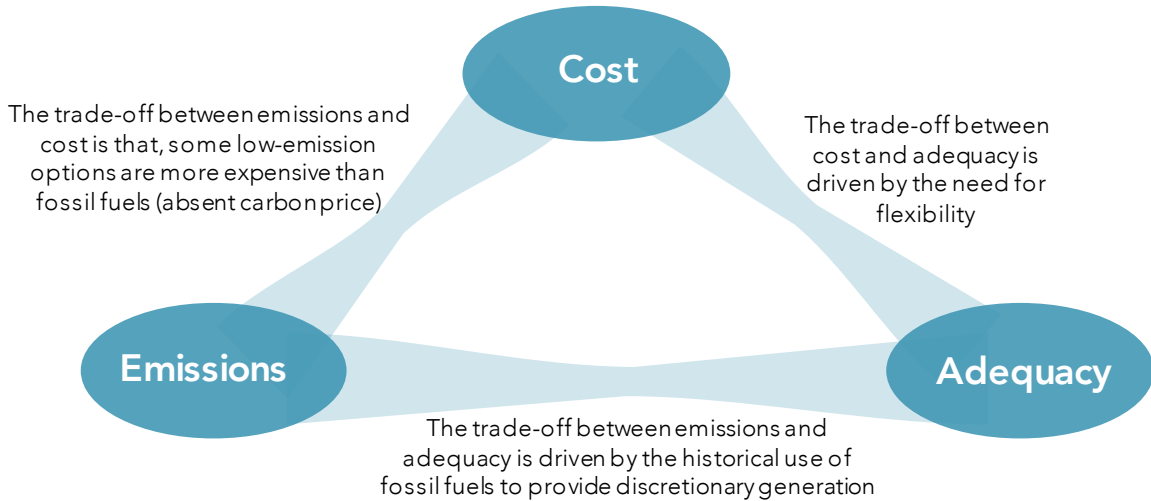 Cost
The trade-off between emissions and
cost is that, some low-emission
options are more expensive than
fossil fuels (absent carbon price)
The trade-off between
cost and adequacy is
driven by the need for
flexibility
Emissions
Adequacy
The trade-off between emissions and
adequacy is driven by the historical use of
fossil fuels to provide discretionary generation